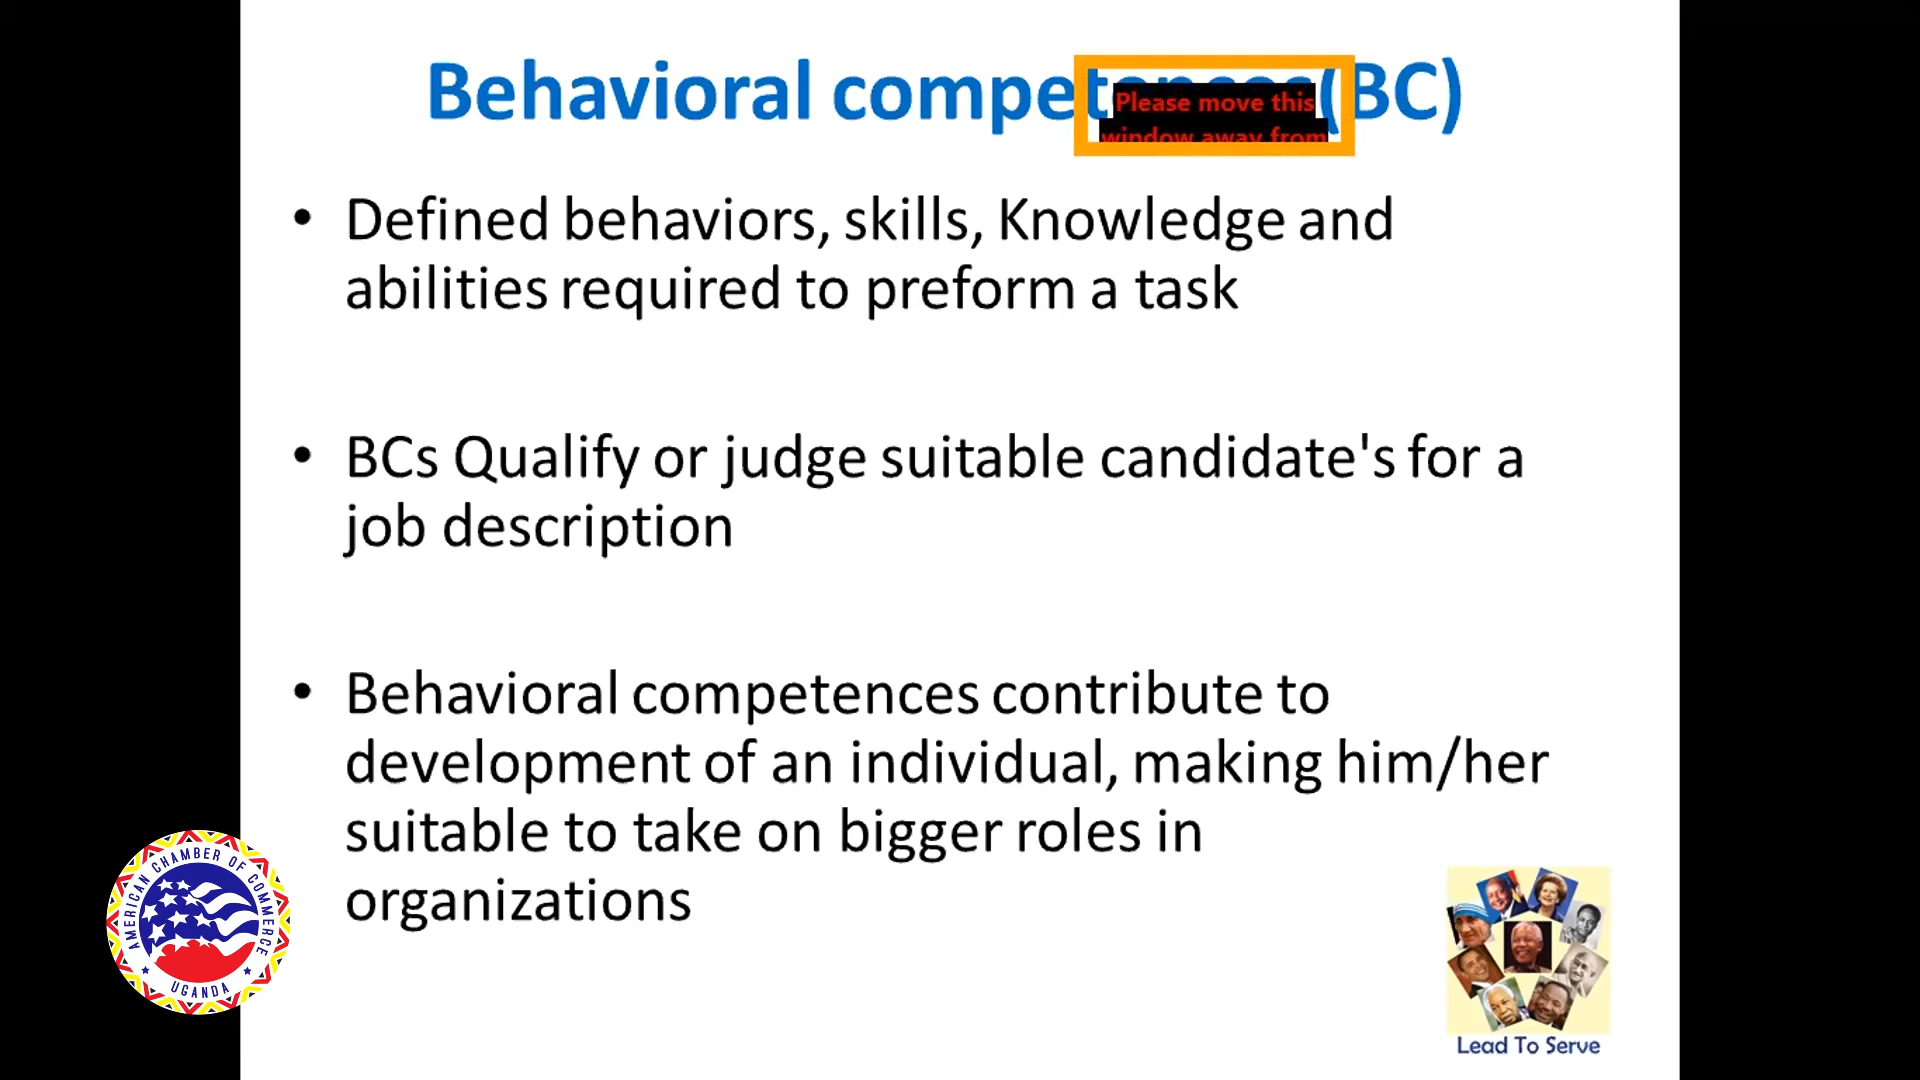 Behavioral competences(BC)
Please move this
window away from
• Defined behaviors, skills, Knowledge and
abilities required to preform a task
• BCs Qualify or judge suitable candidate's for a
job description
• Behavioral competences contribute to
development of an individual, making him/her
suitable to take on bigger roles in
organizations
AMERICAN CHAMBER OF COMMERCE
UGANDA
Lead To Serve